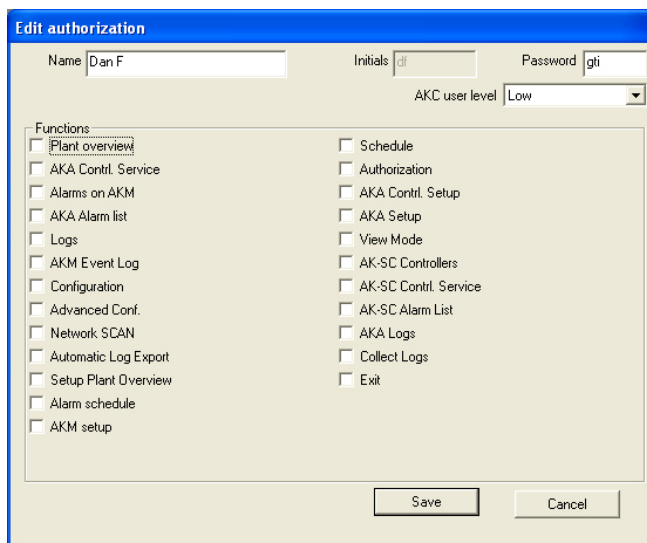 Edit authorization
Name Dan F Initials df Password gti
AKC user level Low
Functions
Plant overview
AKA Contrl. Service
Alarms on AKM
AKA Alarm list
Logs
AKM Event Log
Configuration
Advanced Conf.
Network SCAN
Automatic Log Export
Setup Plant Overview
Alarm schedule
AKM setup
Schedule
Authorization
AKA Contrl. Setup
AKA Setup
View Mode
AK-SC Controllers
AK-SC Contrl. Service
AK-SC Alarm List
AKA Logs
Collect Logs
Exit
Save Cancel